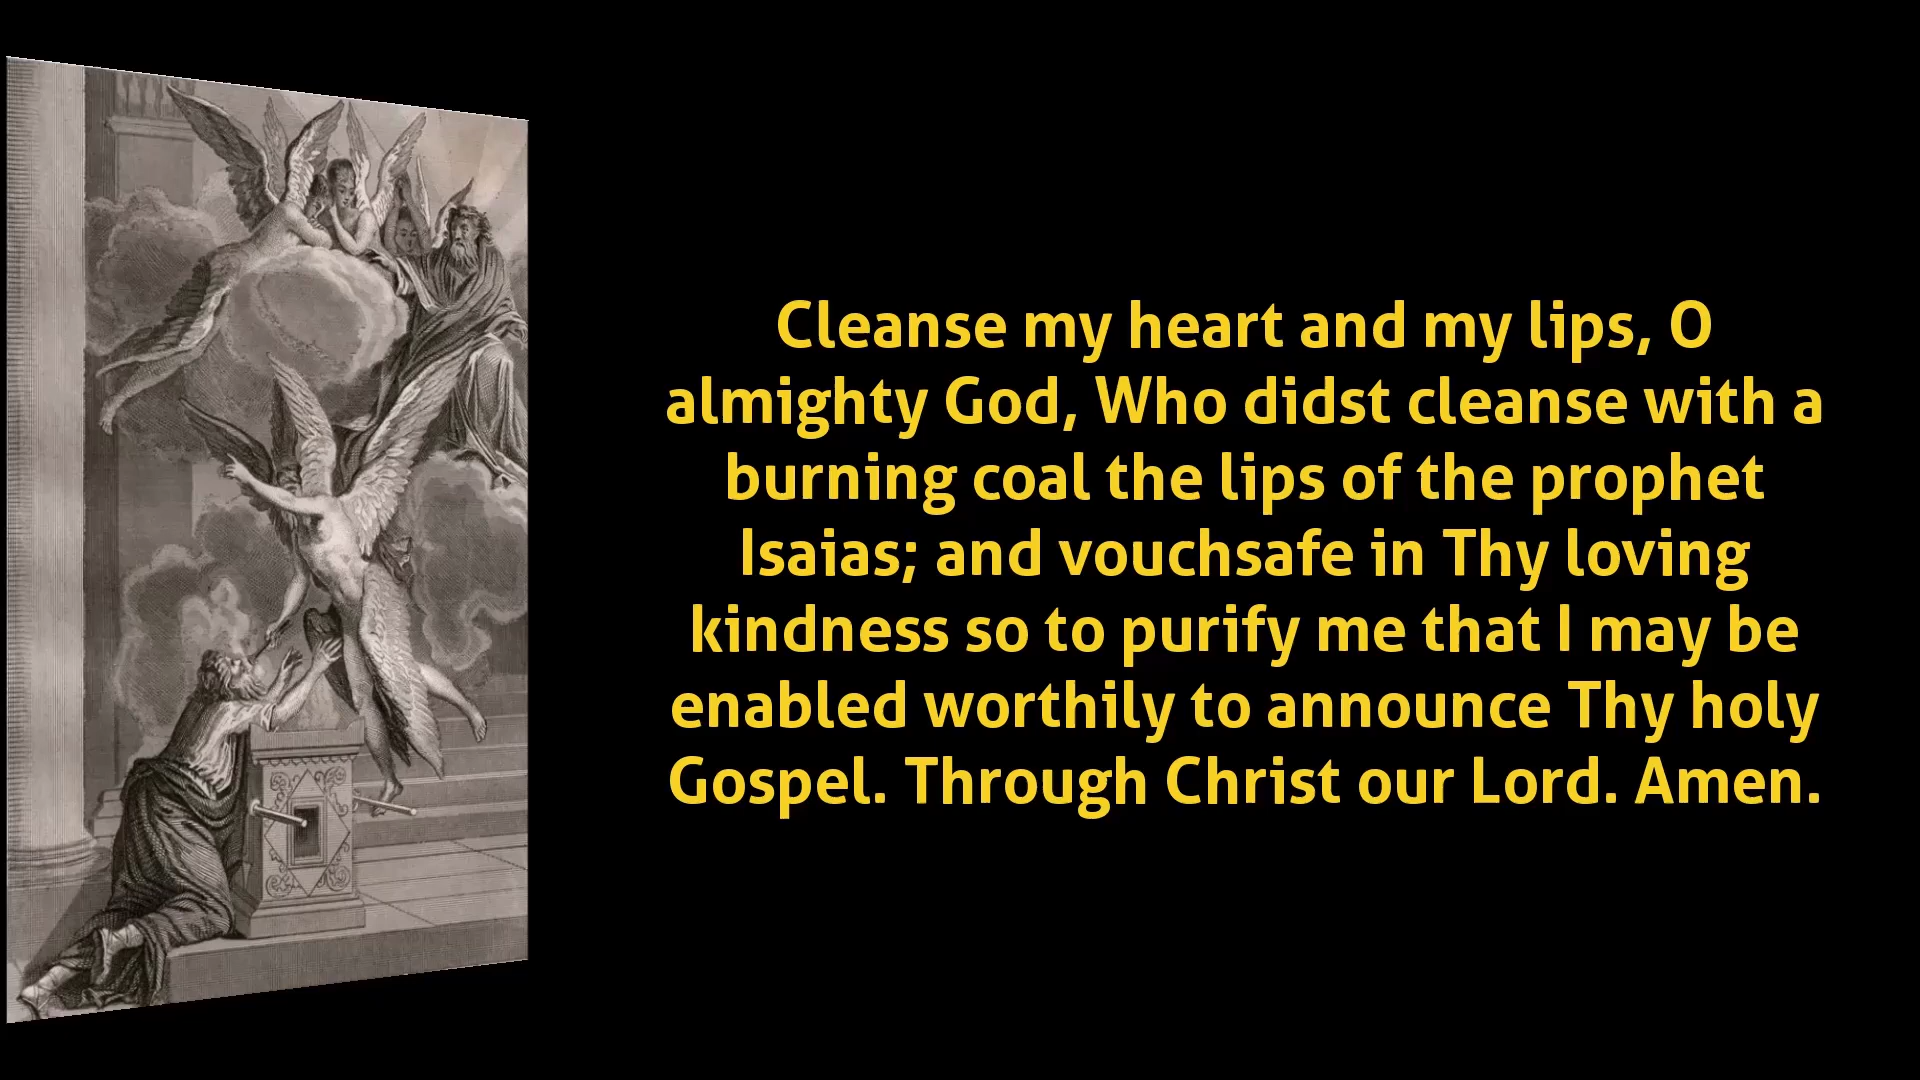 Cleanse my heart and my lips, O
almighty God, Who didst cleanse with a
burning coal the lips of the prophet
Isaias; and vouchsafe in Thy loving
kindness so to purify me that I may be
enabled worthily to announce Thy holy
Gospel. Through Christ our Lord. Amen.